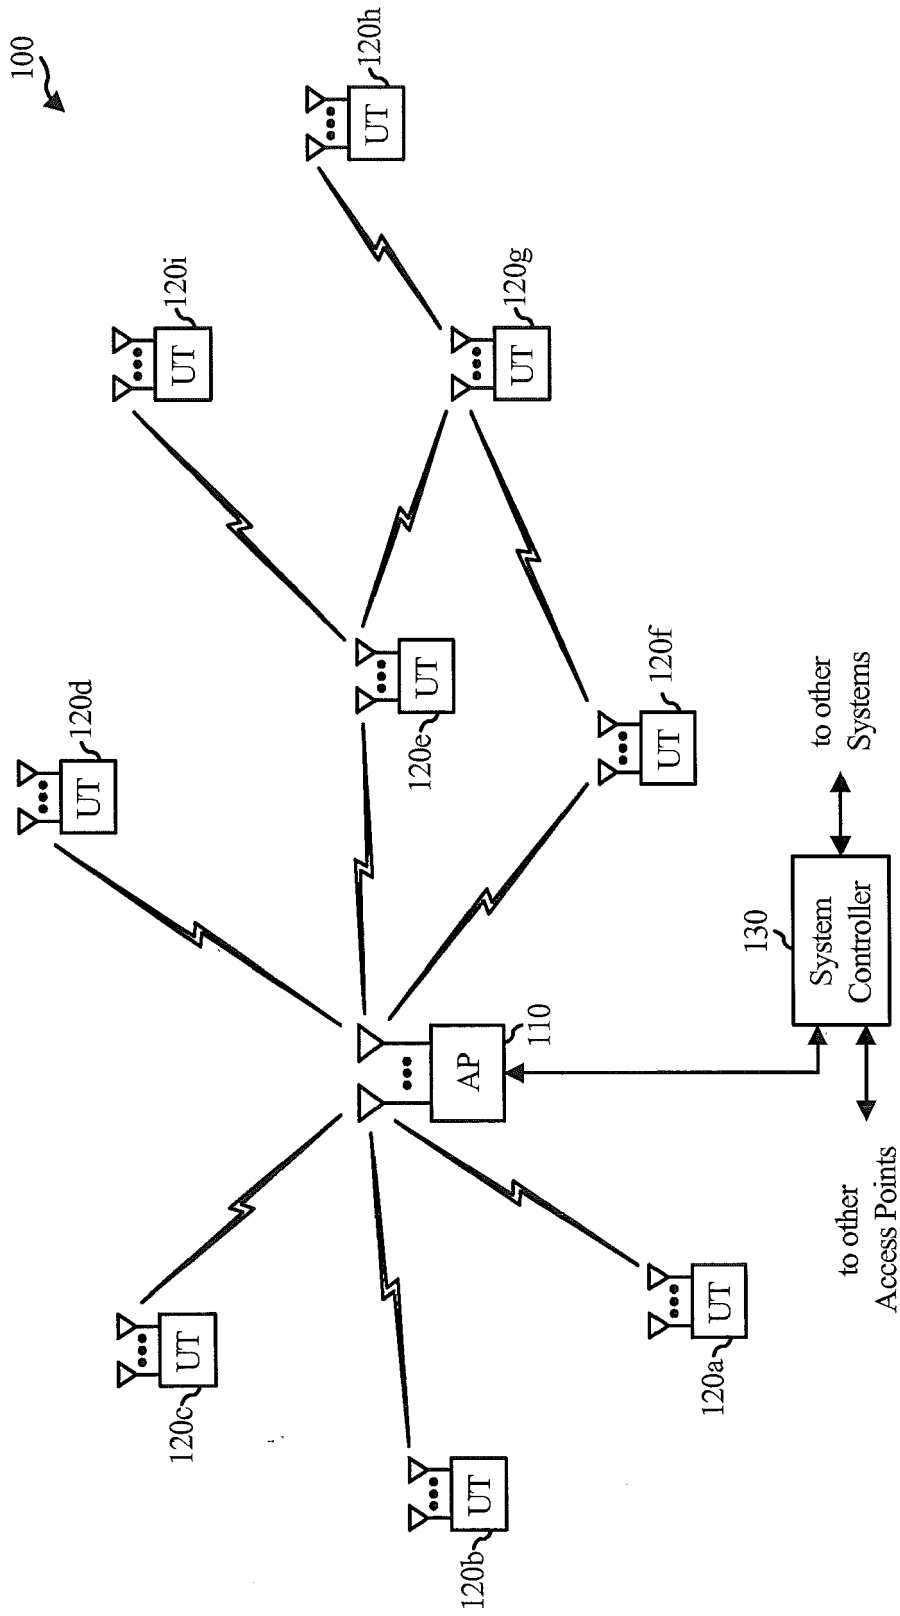 100
UT
120h
UT
120i
UT
120g
UT
120d
UT
120e
UT
120f
AP
110
130
System
Controller
to other
Systems
to other
Access Points
UT
120c
UT
120b
UT
120a